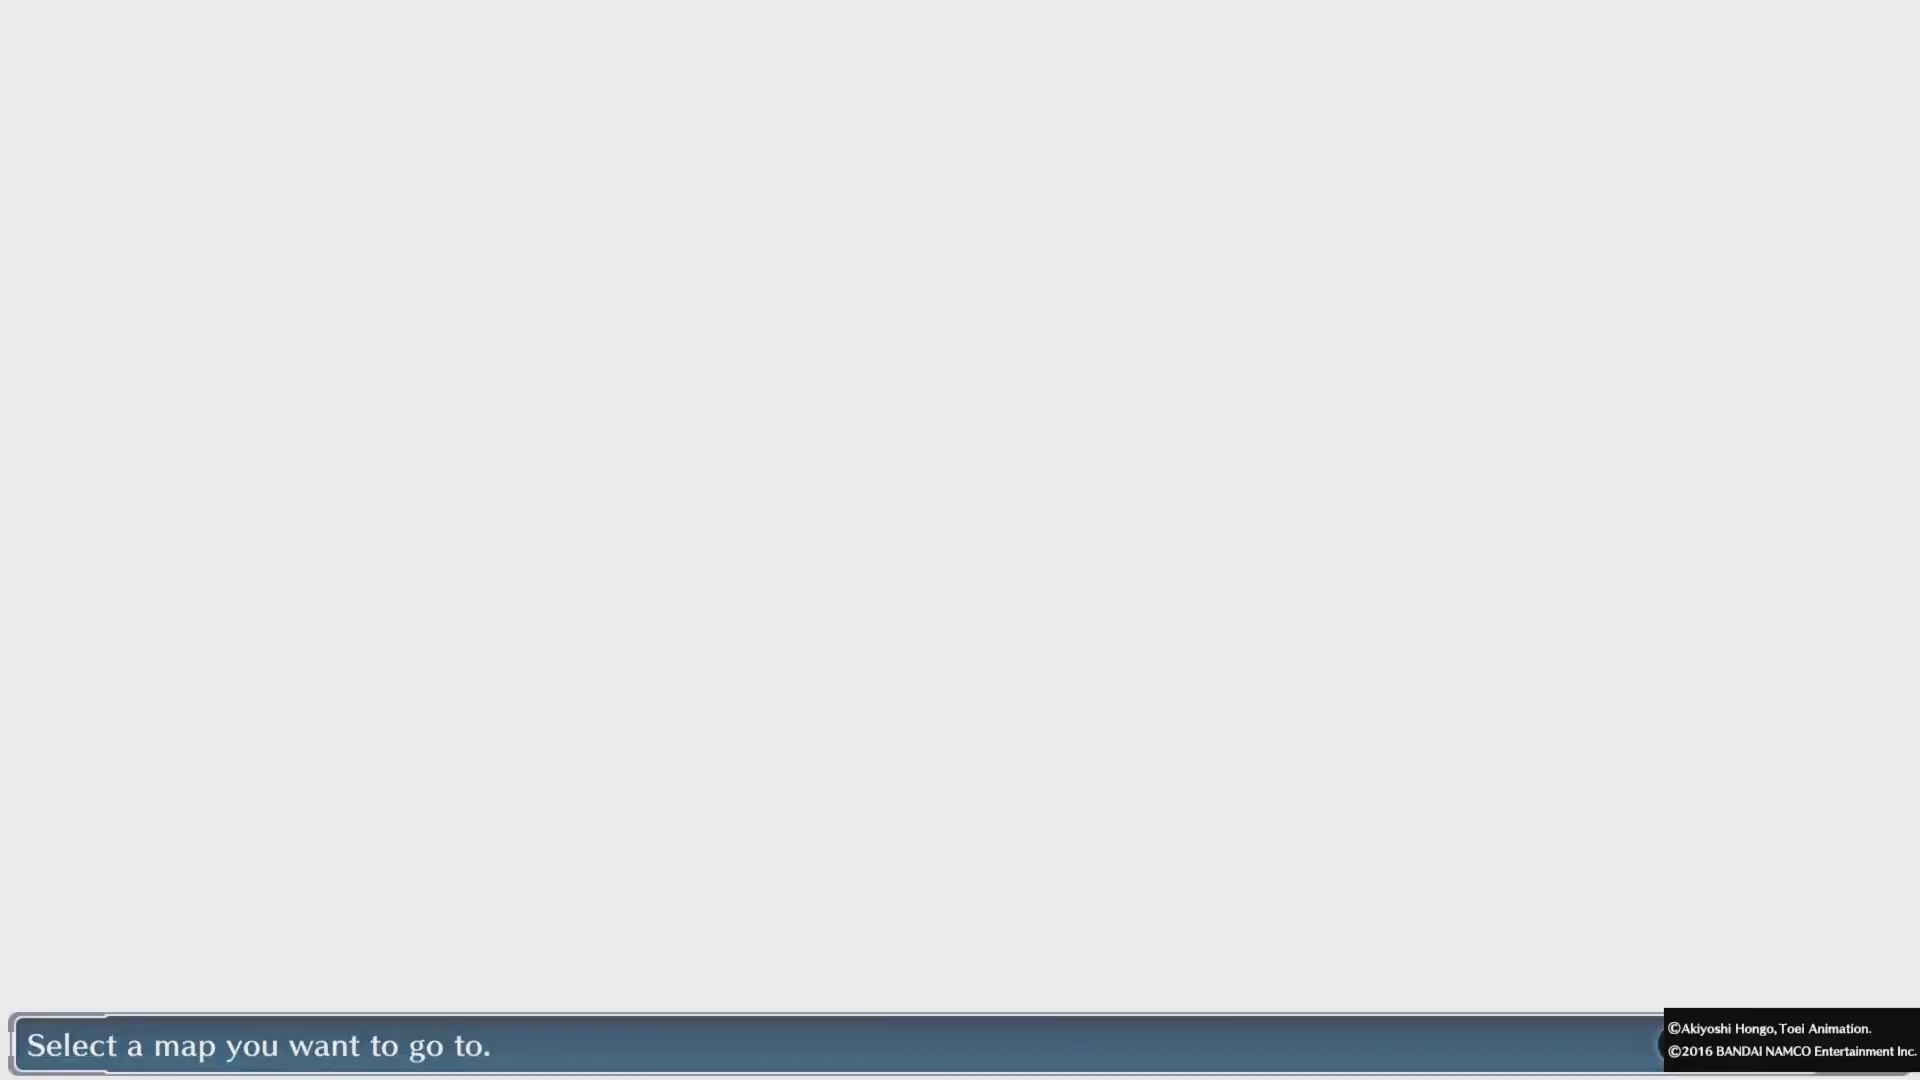 Select a map you want to go to.
©Akiyoshi Hongo, Toei Animation.
©2016 BANDAI NAMCO Entertainment Inc.